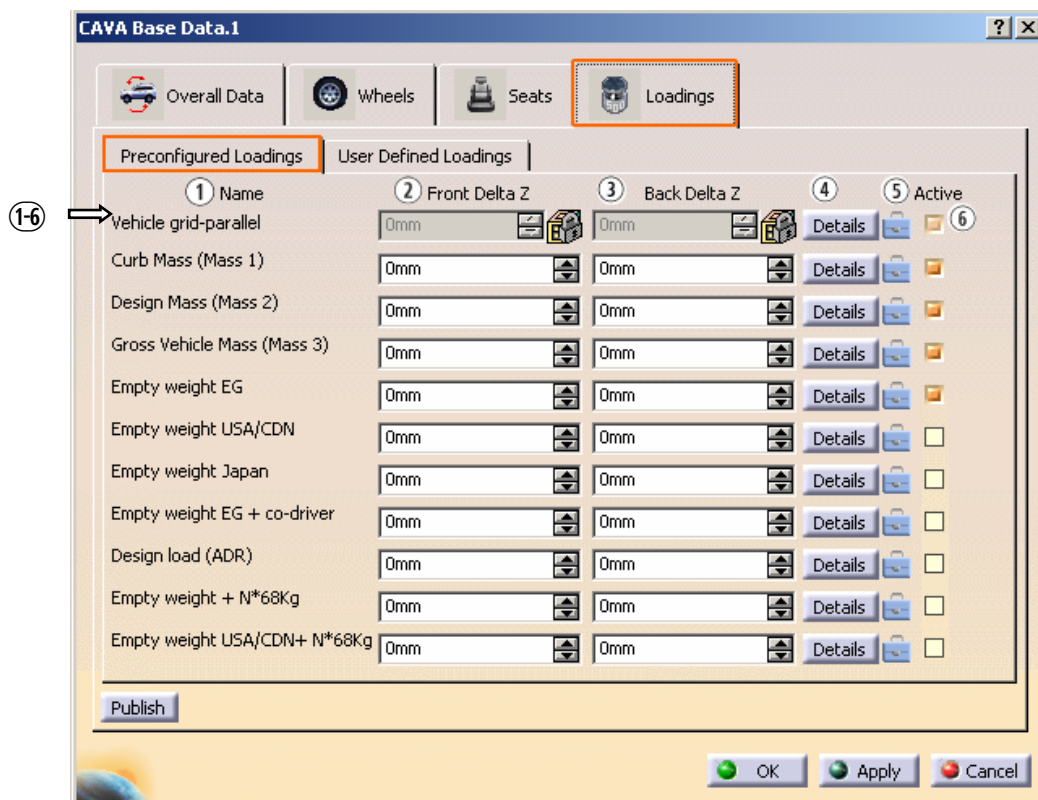 CAVA Base Data.1
Overall Data Wheels Seats Loadings
Preconfigured Loadings User Defined Loadings
1 Name 2 Front Delta Z 3 Back Delta Z 4 5 Active
1-6 Vehicle grid-parallel 0mm 0mm Details 6
Curb Mass (Mass 1) 0mm 0mm Details
Design Mass (Mass 2) 0mm 0mm Details
Gross Vehicle Mass (Mass 3) 0mm 0mm Details
Empty weight EG 0mm 0mm Details
Empty weight USA/CDN 0mm 0mm Details
Empty weight Japan 0mm 0mm Details
Empty weight EG + co-driver 0mm 0mm Details
Design load (ADR) 0mm 0mm Details
Empty weight + N*68Kg 0mm 0mm Details
Empty weight USA/CDN+ N*68Kg 0mm 0mm Details
Publish
OK Apply Cancel